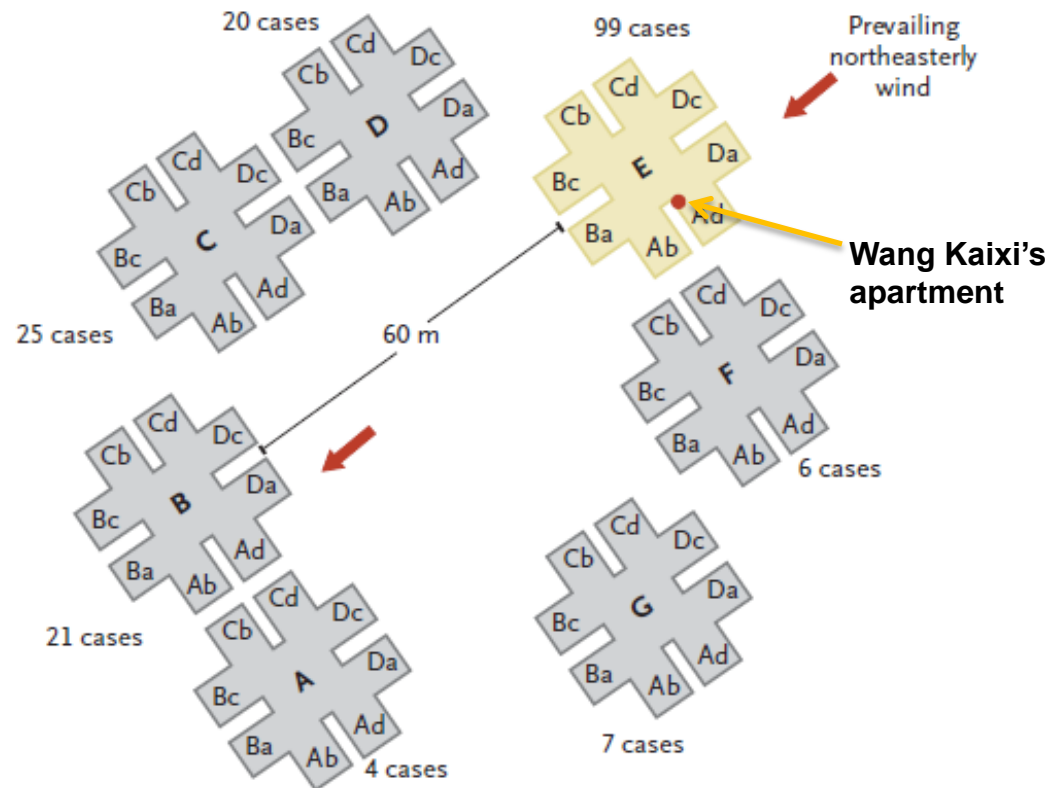 20 cases
99 cases
Prevailing
northeasterly
wind
Cd
Dc
Cb
D
Da
Bc
Ad
Ba
Ab
Cd
Dc
Cb
E
Da
Bc
Ad
Ba
Ab
Wang Kaixi’s
apartment
Cd
Dc
Cb
C
Da
Bc
Ad
Ba
Ab
25 cases
60 m
Cd
Dc
Cb
F
Da
Bc
Ad
Ba
Ab
6 cases
Cd
Dc
Cb
B
Da
Bc
Ad
Ba
Ab
21 cases
Cd
Dc
Cb
G
Da
Bc
Ad
Ba
Ab
7 cases
Cd
Dc
Cb
A
Da
Bc
Ad
Ba
Ab
4 cases